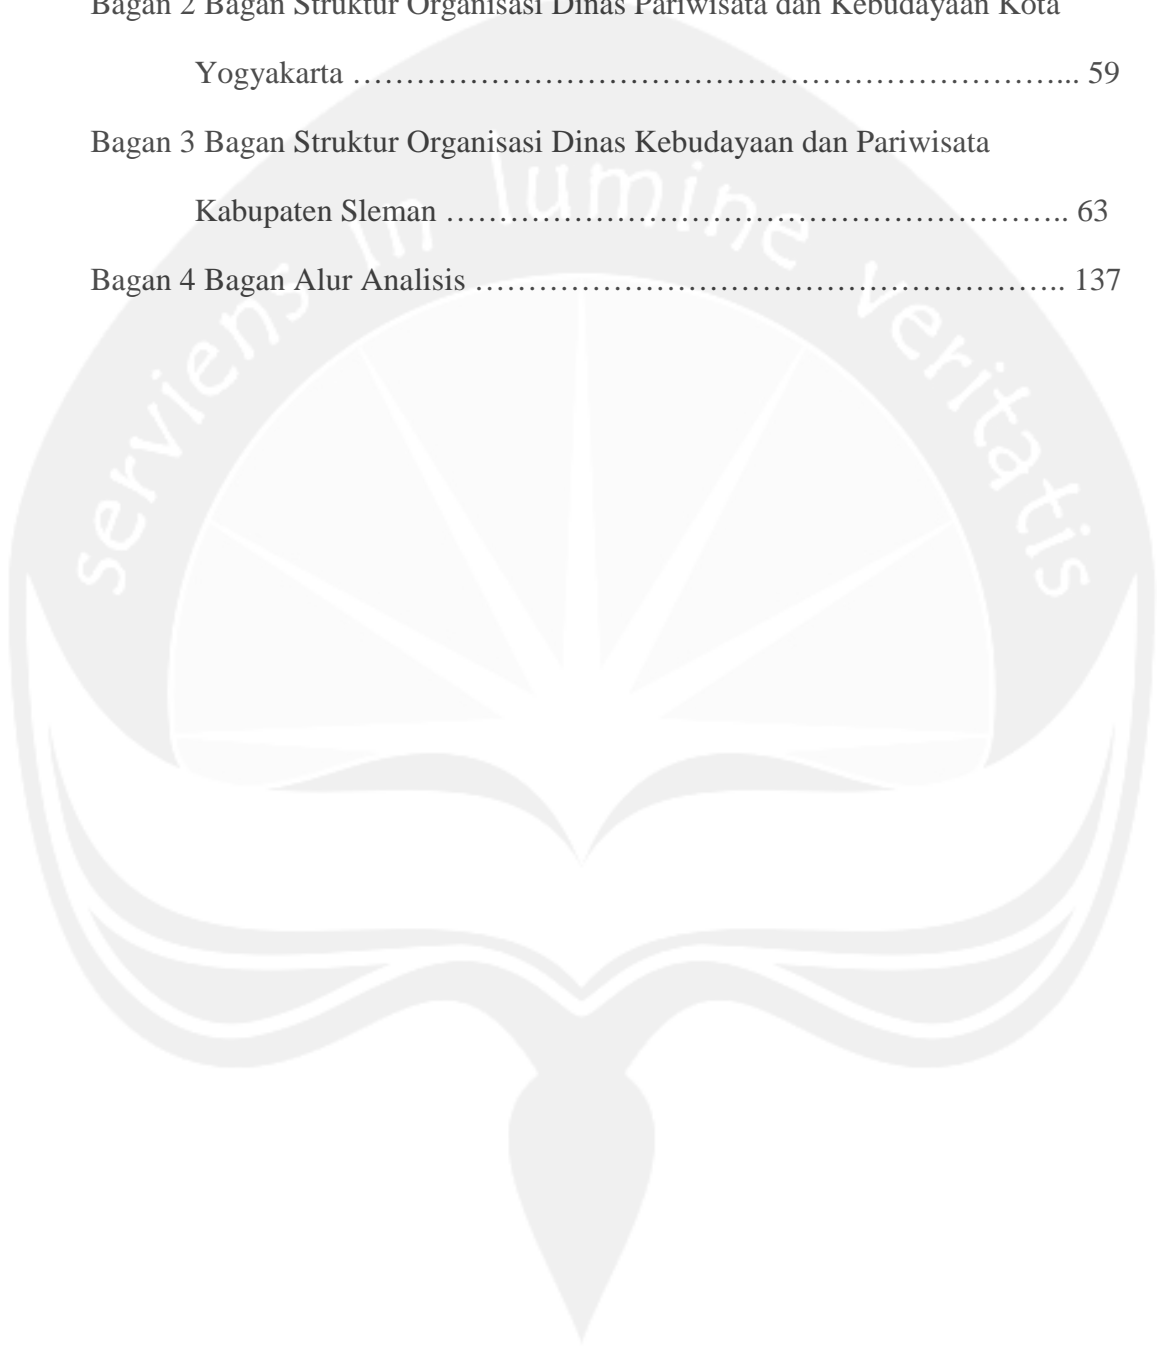 Bagan 2 Bagan Struktur Organisasi Dinas Pariwisata dan Kebudayaan Kota
Yogyakarta ……………………………………………………………... 59
Bagan 3 Bagan Struktur Organisasi Dinas Kebudayaan dan Pariwisata
Kabupaten Sleman …………………………………………………….. 63
Bagan 4 Bagan Alur Analisis ………………………………………………….. 137
serviens in lumine veritatis